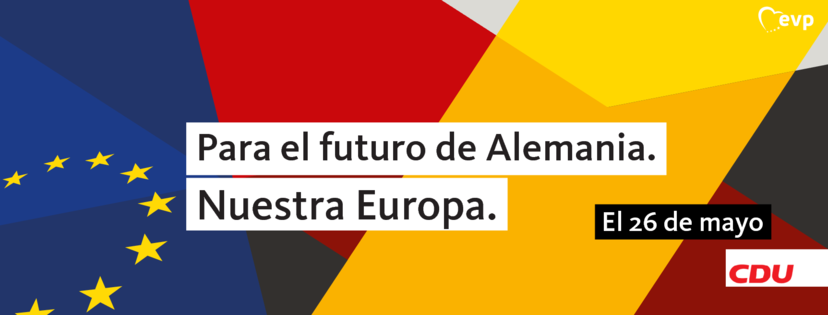 evp
Para el futuro de Alemania.
Nuestra Europa.
El 26 de mayo
CDU